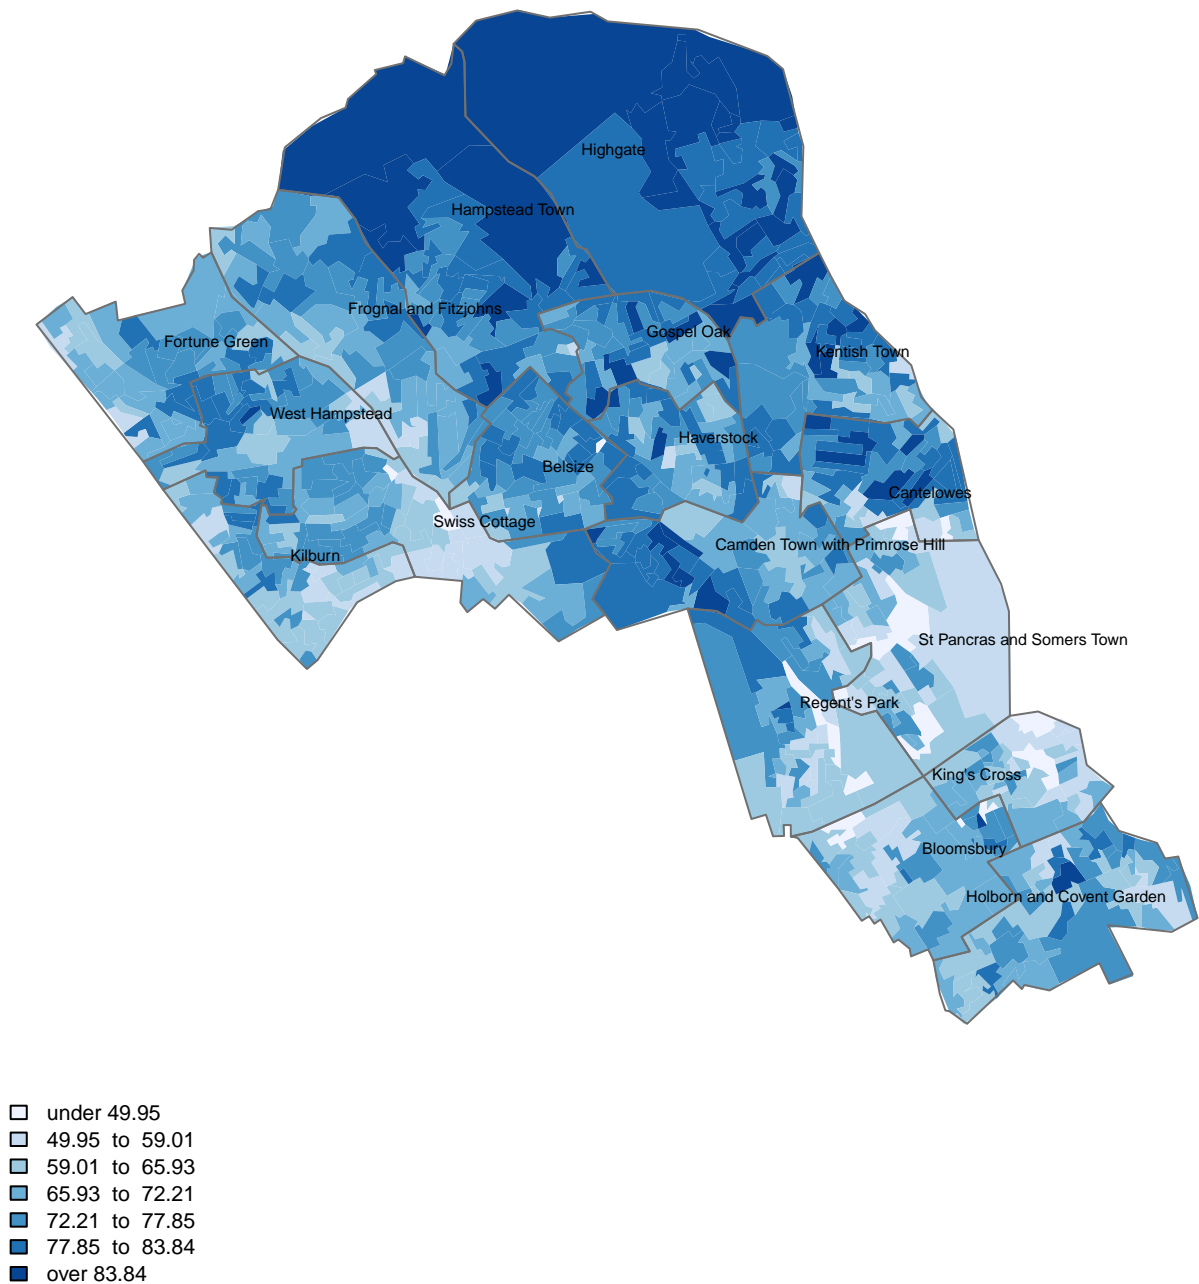 Highgate
Hampstead Town
Frognal and Fitzjohns
Gospel Oak
Fortune Green
Kentish Town
West Hampstead
Haverstock
Belsize
Cantelowes
Swiss Cottage
Camden Town with Primrose Hill
Kilburn
St Pancras and Somers Town
Regent's Park
King's Cross
Bloomsbury
Holborn and Covent Garden
under 49.95
49.95 to 59.01
59.01 to 65.93
65.93 to 72.21
72.21 to 77.85
77.85 to 83.84
over 83.84